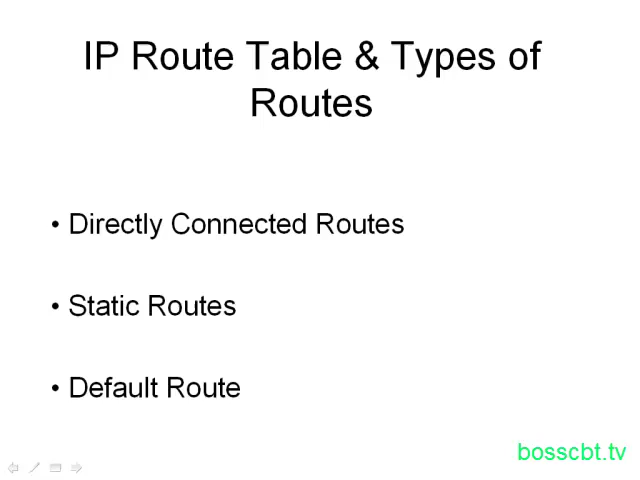 IP Route Table & Types of
Routes
• Directly Connected Routes
• Static Routes
• Default Route
bosscbt.tv